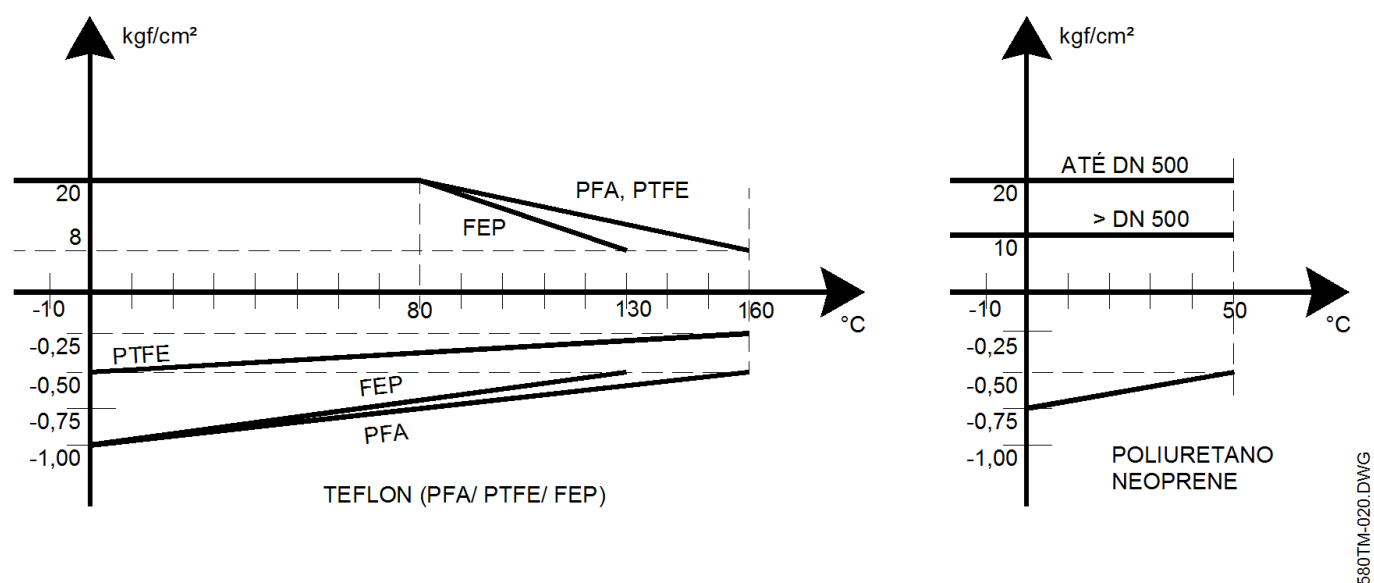 kgf/cm²
20
8
-10
80
130
160
°C
PFA, PTFE
FEP
-0,25
-0,50
-0,75
-1,00
PTFE
FEP
PFA
TEFLON (PFA/ PTFE/ FEP)
kgf/cm²
ATÉ DN 500
20
> DN 500
10
-10
50
°C
-0,25
-0,50
-0,75
-1,00
POLIURETANO
NEOPRENE
580TM-020.DWG